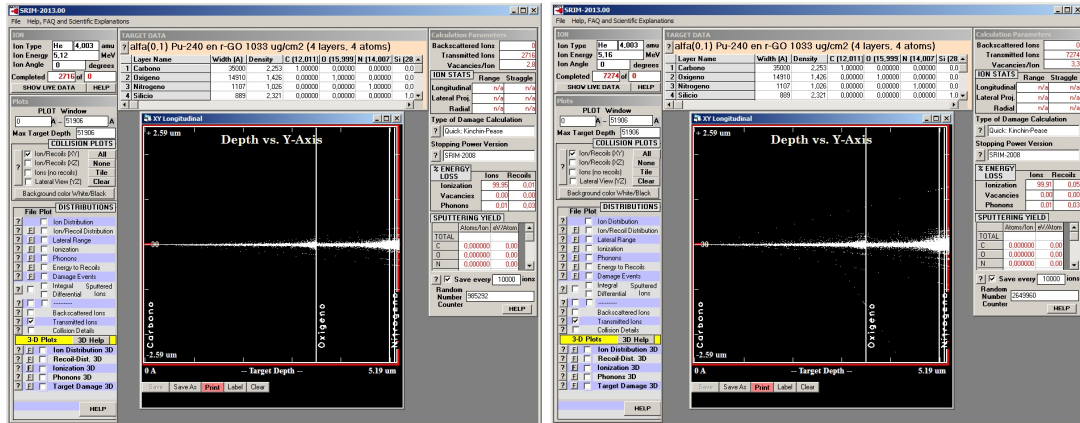 SRIM-2013.00
File Help, FAQ and Scientific Explanations
ION
Ion Type He 4,003 amu
Ion Energy 5,12 MeV
Ion Angle 0 degrees
Completed 2716 of 0
SHOW LIVE DATA HELP
TARGET DATA
? alfa(0,1) Pu-240 en r-GO 1033 ug/cm2 (4 layers, 4 atoms)
Layer Name Width (A) Density C (12,011) O (15,999 N (14,007 Si (28
1 Carbono 35000 2,253 1,00000 0,00000 0,00000 0,0
2 Oxigeno 14910 1,426 0,00000 1,00000 0,00000 0,0
3 Nitrogeno 1107 1,026 0,00000 0,00000 1,00000 0,0
4 Silicio 889 2,321 0,00000 0,00000 0,00000 1,0
Calculation Parameters
Backscattered Ions 0
Transmitted Ions 2716
Vacancies/Ion 2,8
ION STATS Range Straggle
Longitudinal n/a n/a
Lateral Proj. n/a n/a
Radial n/a n/a
Type of Damage Calculation
? Quick: Kinchin-Pease
Stopping Power Version
? SRIM-2008
% ENERGY LOSS Ions Recoils
Ionization 99,95 0,01
Vacancies 0,00 0,00
Phonons 0,01 0,03
SPUTTERING YIELD
Atoms/Ion eV/Atom
TOTAL
C 0,000000 0,00
O 0,000000 0,00
N 0,000000 0,00
? Save every 10000 ions
Random Number Counter 985292
HELP
Plots
PLOT Window
0 A - 51906 A
Max Target Depth 51906
COLLISION PLOTS
Ion/Recoils (XY) All
Ion/Recoils (XZ) None
? Ions (no recoils) Tile
Lateral View (YZ) Clear
Background color White/Black
DISTRIBUTIONS
File Plot
? Ion Distribution
? F Ion/Recoil Distribution
? F Lateral Range
? F Ionization
? F Phonons
? F Energy to Recoils
? F Damage Events
? Integral Sputtered
Differential Ions
? --------
? Backscattered Ions
? Transmitted Ions
? Collision Details
3-D Plots 3D Help
? F Ion Distribution 3D
? F Recoil-Dist. 3D
? F Ionization 3D
? F Phonons 3D
? F Target Damage 3D
HELP
XY Longitudinal
+2.59 um
Depth vs. Y-Axis
Carbono
Oxigeno
Nitrogeno
-2.59 um
0 A -- Target Depth -- 5.19 um
Save Save As Print Label Clear
SRIM-2013.00
File Help, FAQ and Scientific Explanations
ION
Ion Type He 4,003 amu
Ion Energy 5,16 MeV
Ion Angle 0 degrees
Completed 7274 of 0
SHOW LIVE DATA HELP
TARGET DATA
? alfa(0,1) Pu-240 en r-GO 1033 ug/cm2 (4 layers, 4 atoms)
Layer Name Width (A) Density C (12,011) O (15,999 N (14,007 Si (28
1 Carbono 35000 2,253 1,00000 0,00000 0,00000 0,0
2 Oxigeno 14910 1,426 0,00000 1,00000 0,00000 0,0
3 Nitrogeno 1107 1,026 0,00000 0,00000 1,00000 0,0
4 Silicio 889 2,321 0,00000 0,00000 0,00000 1,0
Calculation Parameters
Backscattered Ions 0
Transmitted Ions 7274
Vacancies/Ion 3,3
ION STATS Range Straggle
Longitudinal n/a n/a
Lateral Proj. n/a n/a
Radial n/a n/a
Type of Damage Calculation
? Quick: Kinchin-Pease
Stopping Power Version
? SRIM-2008
% ENERGY LOSS Ions Recoils
Ionization 99,91 0,05
Vacancies 0,00 0,00
Phonons 0,01 0,03
SPUTTERING YIELD
Atoms/Ion eV/Atom
TOTAL
C 0,000000 0,00
O 0,000000 0,00
N 0,000000 0,00
? Save every 10000 ions
Random Number Counter 2649960
HELP
Plots
PLOT Window
0 A - 51906 A
Max Target Depth 51906
COLLISION PLOTS
Ion/Recoils (XY) All
Ion/Recoils (XZ) None
? Ions (no recoils) Tile
Lateral View (YZ) Clear
Background color White/Black
DISTRIBUTIONS
File Plot
? Ion Distribution
? F Ion/Recoil Distribution
? F Lateral Range
? F Ionization
? F Phonons
? F Energy to Recoils
? F Damage Events
? Integral Sputtered
Differential Ions
? --------
? Backscattered Ions
? Transmitted Ions
? Collision Details
3-D Plots 3D Help
? F Ion Distribution 3D
? F Recoil-Dist. 3D
? F Ionization 3D
? F Phonons 3D
? F Target Damage 3D
HELP
XY Longitudinal
+2.59 um
Depth vs. Y-Axis
Carbono
Oxigeno
Nitrogeno
-2.59 um
0 A -- Target Depth -- 5.19 um
Save Save As Print Label Clear